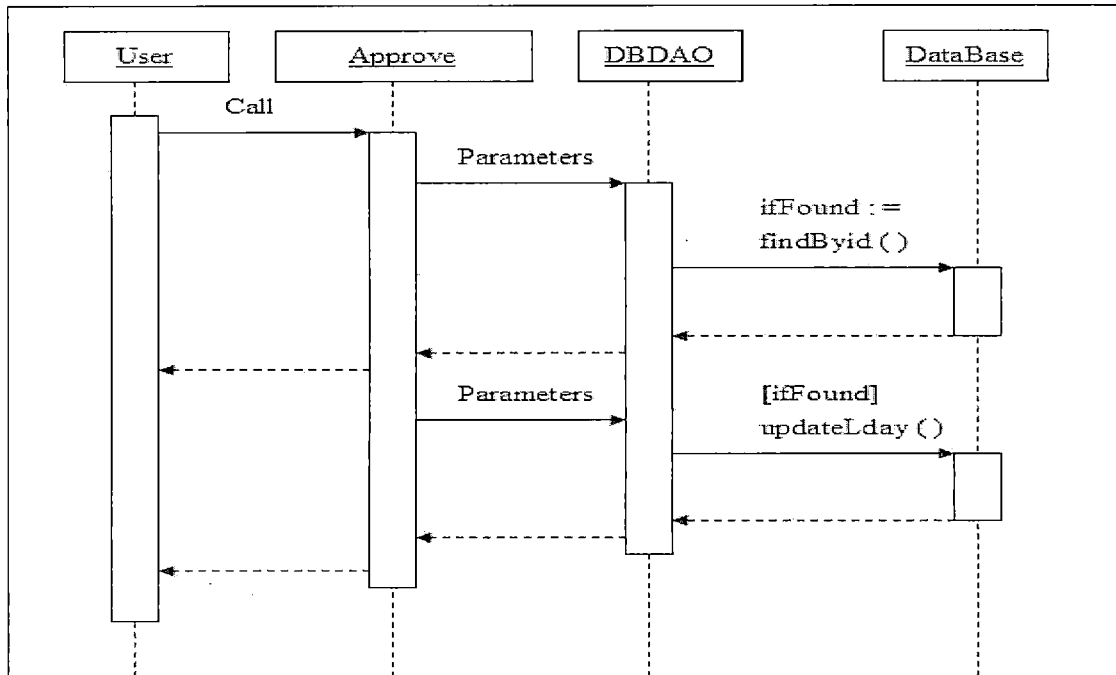 User
Approve
DBDAO
DataBase
Call
Parameters
ifFound :=
findByid ( )
Parameters
[ifFound]
updateLday ( )